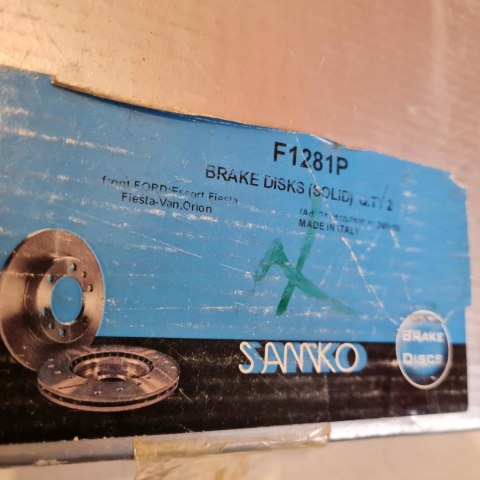 F1281P
BRAKE DISKS (SOLID) Q.TY 2
front FORD:Escort-Fiesta
Fiesta-Van,Orion
MADE IN ITALY
SAMKO
BRAKE
DISCS